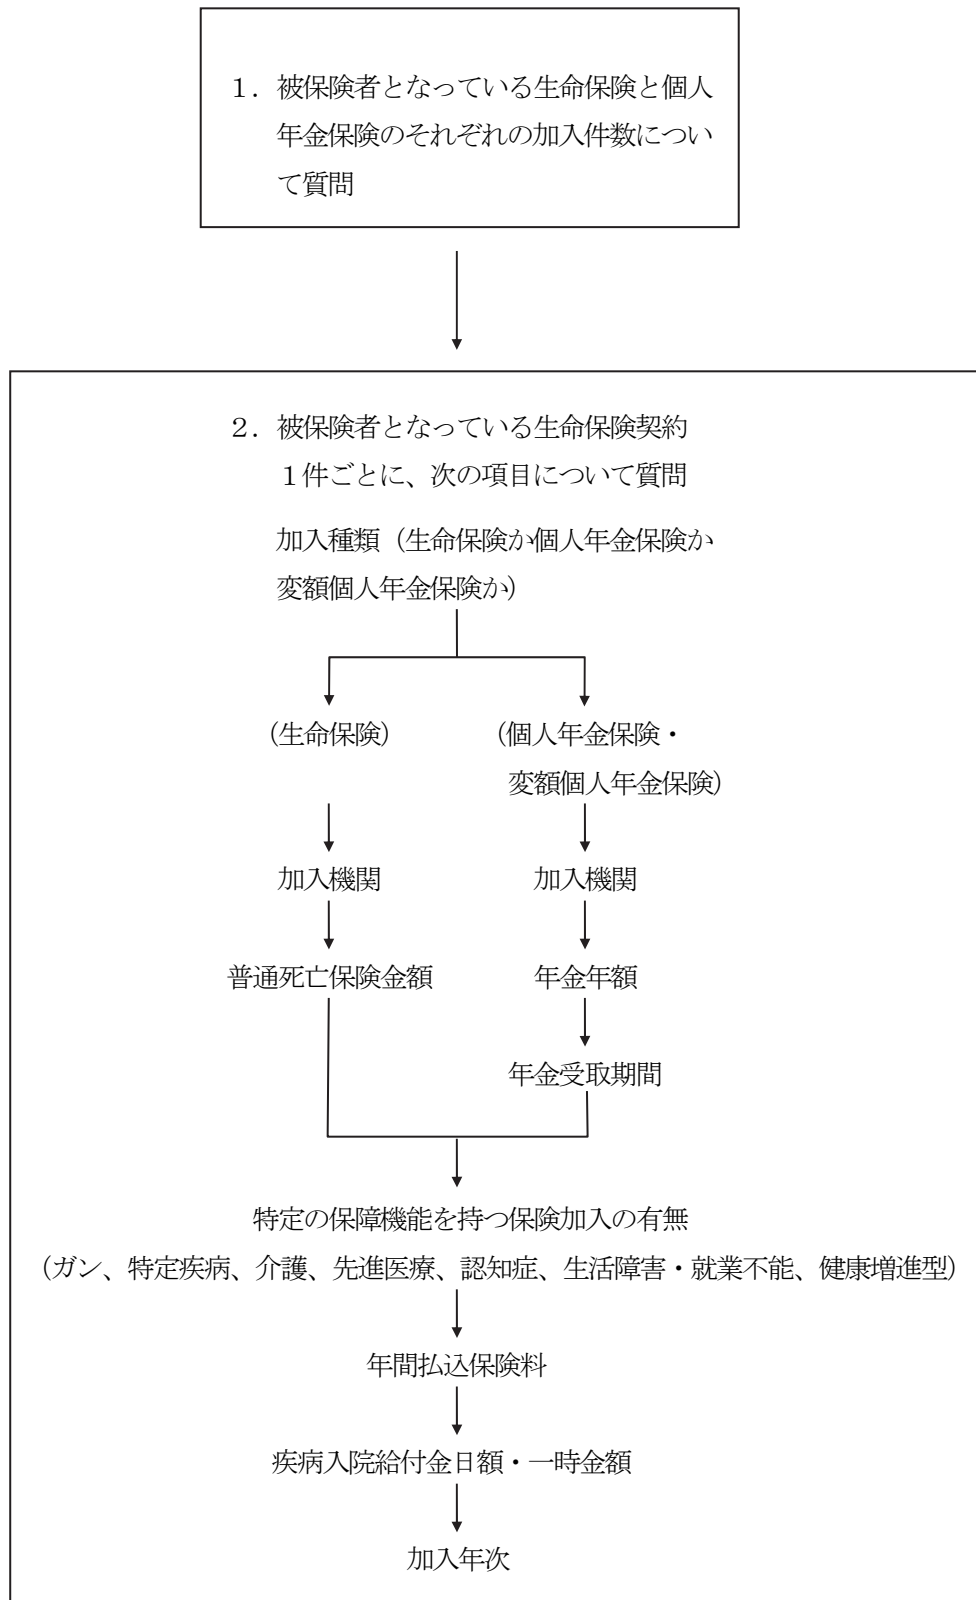 1．被保険者となっている生命保険と個人
年金保険のそれぞれの加入件数につい
て質問
2．被保険者となっている生命保険契約
1件ごとに、次の項目について質問
加入種類（生命保険か個人年金保険か
変額個人年金保険か）
（生命保険）
（個人年金保険・
変額個人年金保険）
加入機関
加入機関
普通死亡保険金額
年金年額
年金受取期間
特定の保障機能を持つ保険加入の有無
（ガン、特定疾病、介護、先進医療、認知症、生活障害・就業不能、健康増進型）
年間払込保険料
疾病入院給付金日額・一時金額
加入年次